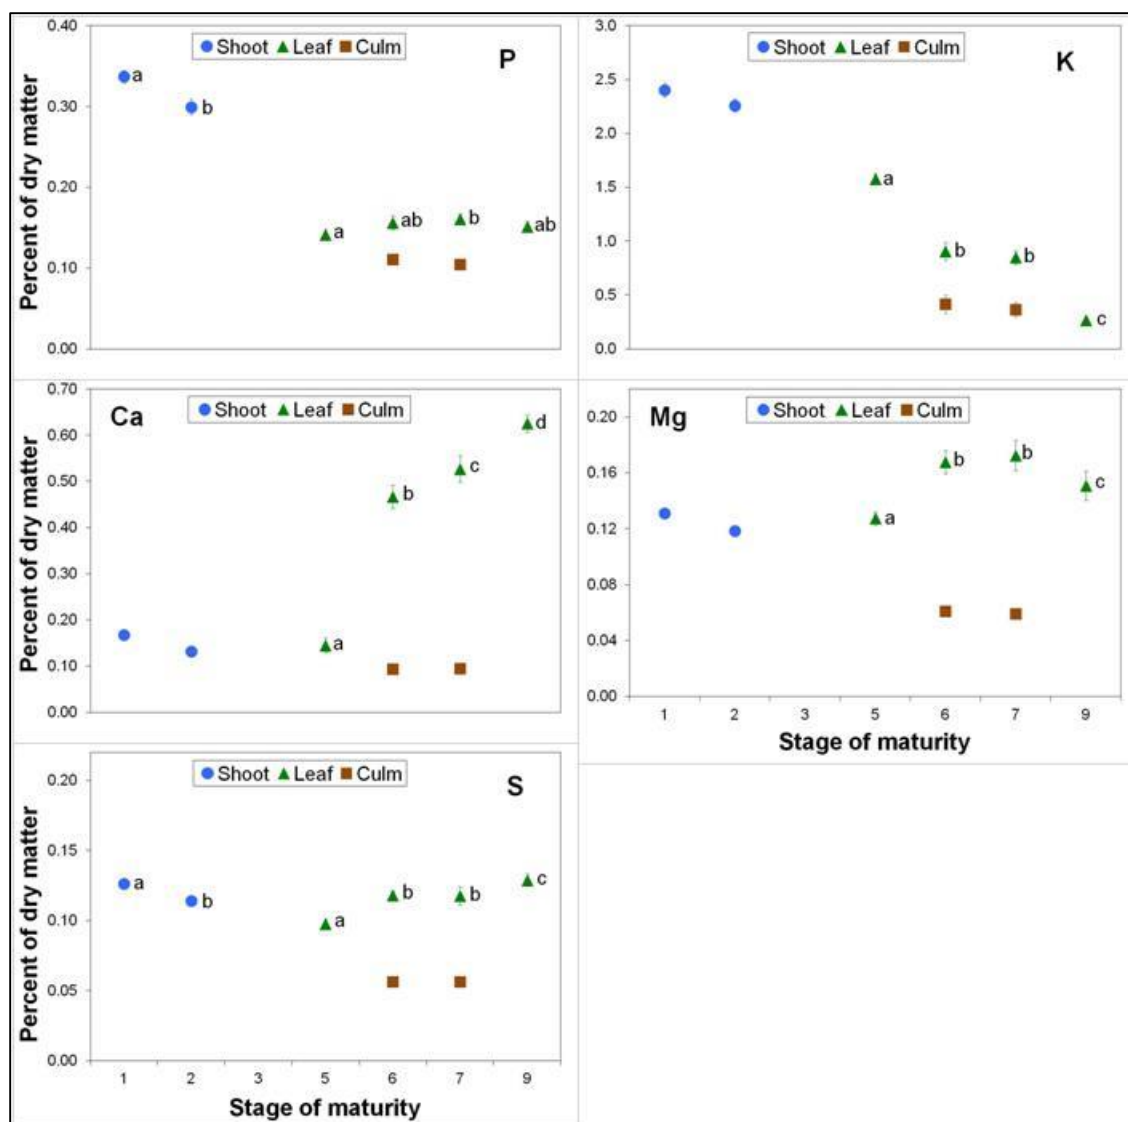 0.40
Shoot Leaf Culm
P
a
0.30
b
0.20
ab
b
ab
a
0.10
0.00
Percent of dry matter
3.0
Shoot Leaf Culm
K
2.5
2.0
1.5
a
1.0
b
b
0.5
c
0.0
0.70
Ca
Shoot Leaf Culm
d
0.60
c
0.50
b
0.40
0.30
0.20
a
0.10
0.00
Percent of dry matter
0.20
Mg
Shoot Leaf Culm
b
b
0.16
c
a
0.12
0.08
0.04
0.00
1 2 3 5 6 7 9
Stage of maturity
Shoot Leaf Culm
S
0.20
0.15
a
b
b
b
c
0.10
a
0.05
0.00
Percent of dry matter
1 2 3 5 6 7 9
Stage of maturity